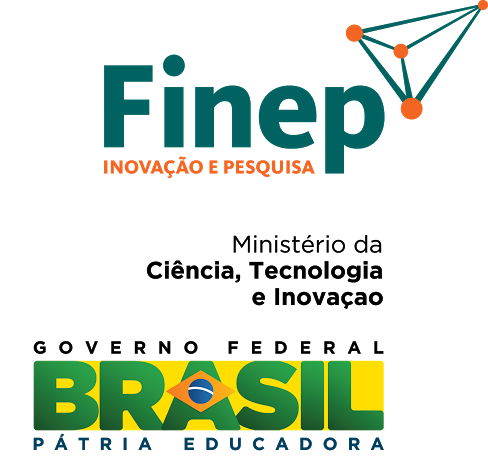 Finep
INOVAÇÃO E PESQUISA
Ministério da
Ciência, Tecnologia
e Inovaçao
GOVERNO FEDERAL
BRASIL
PÁTRIA EDUCADORA